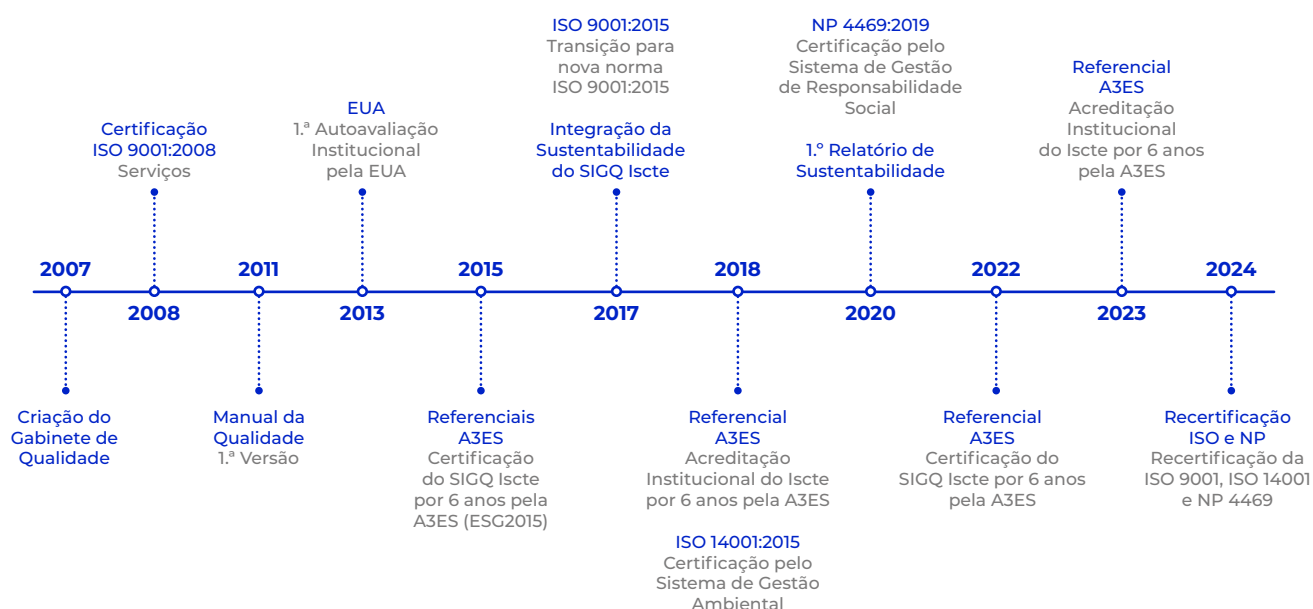 ISO 9001:2015
Transição para
nova norma
ISO 9001:2015
Integração da
Sustentabilidade
do SIGQ Iscte
NP 4469:2019
Certificação pelo
Sistema de Gestão
de Responsabilidade
Social
1.º Relatório de
Sustentabilidade
Referencial
A3ES
Acreditação
Institucional
do Iscte por 6 anos
pela A3ES
Certificação
ISO 9001:2008
Serviços
EUA
1.ª Autoavaliação
Institucional
pela EUA
2007
2008
2011
2013
2015
2017
2018
2020
2022
2023
2024
Criação do
Gabinete de
Qualidade
Manual da
Qualidade
1.ª Versão
Referenciais
A3ES
Certificação
do SIGQ Iscte
por 6 anos pela
A3ES (ESG2015)
Referencial
A3ES
Acreditação
Institucional do Iscte
por 6 anos pela A3ES
ISO 14001:2015
Certificação pelo
Sistema de Gestão
Ambiental
Referencial
A3ES
Certificação do
SIGQ Iscte por 6 anos
pela A3ES
Recertificação
ISO e NP
Recertificação da
ISO 9001, ISO 14001
e NP 4469